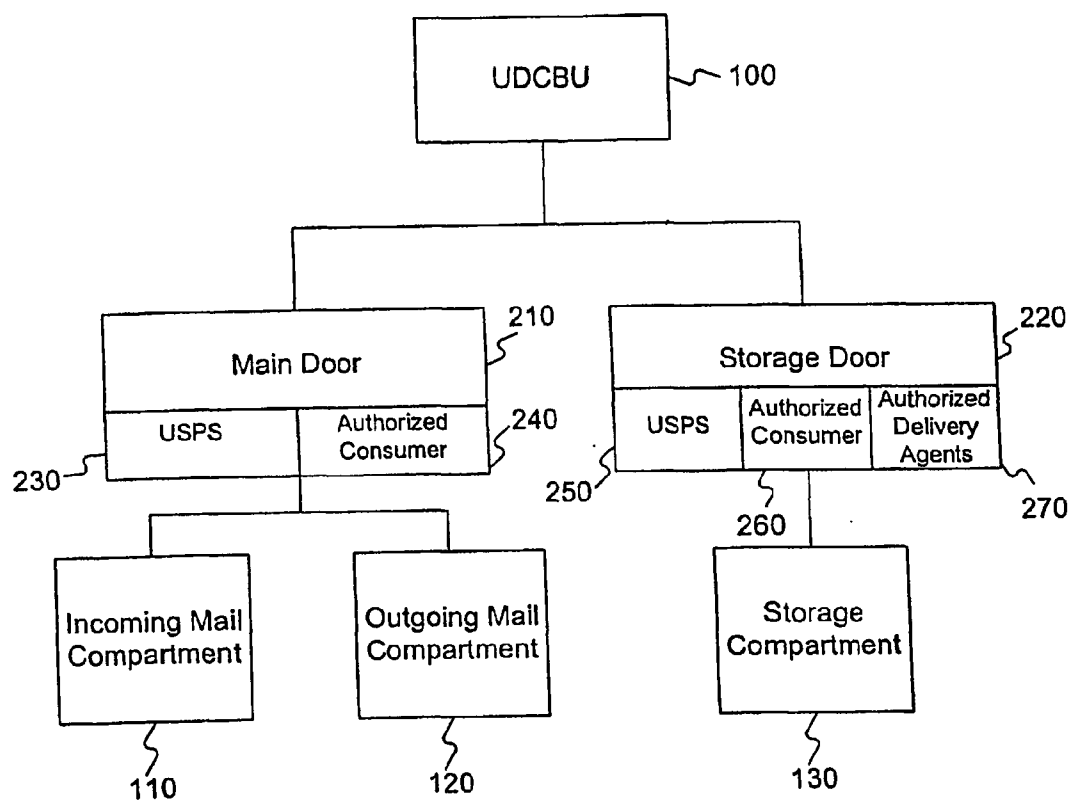 UDCBU
100
210
220
Main Door
Storage Door
USPS
Authorized
Consumer
240
USPS
Authorized
Consumer
Authorized
Delivery
Agents
230
250
260
270
Incoming Mail
Compartment
Outgoing Mail
Compartment
Storage
Compartment
110
120
130